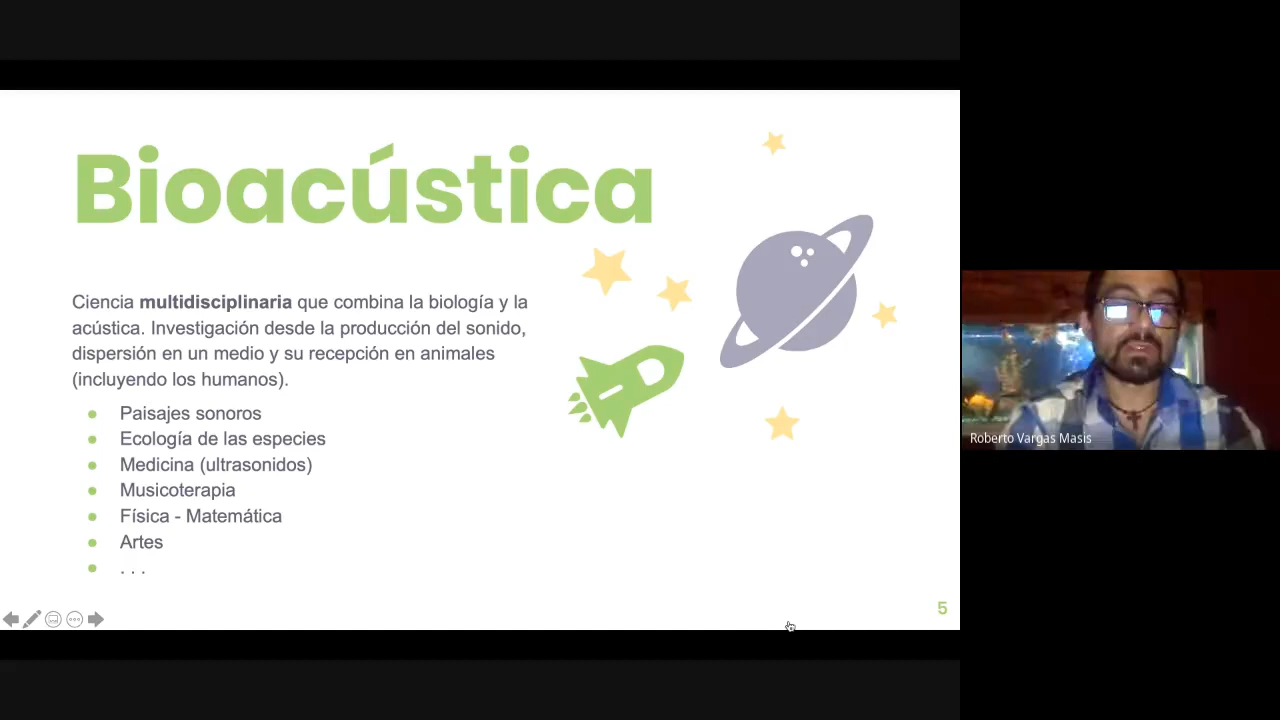 Bioacústica
Ciencia multidisciplinaria que combina la biología y la
acústica. Investigación desde la producción del sonido,
dispersión en un medio y su recepción en animales
(incluyendo los humanos).
Paisajes sonoros
Ecología de las especies
Medicina (ultrasonidos)
Musicoterapia
Física - Matemática
Artes
. . .
5
Roberto Vargas Masis